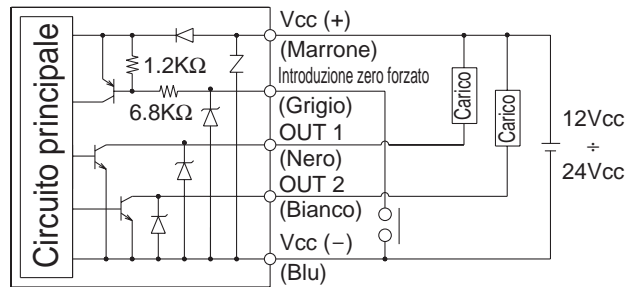 Circuito principale
1.2KΩ
6.8KΩ
Vcc (+)
(Marrone)
Introduzione zero forzato
(Grigio)
OUT 1
(Nero)
OUT 2
(Bianco)
Vcc (−)
(Blu)
Carico
Carico
12Vcc
÷
24Vcc